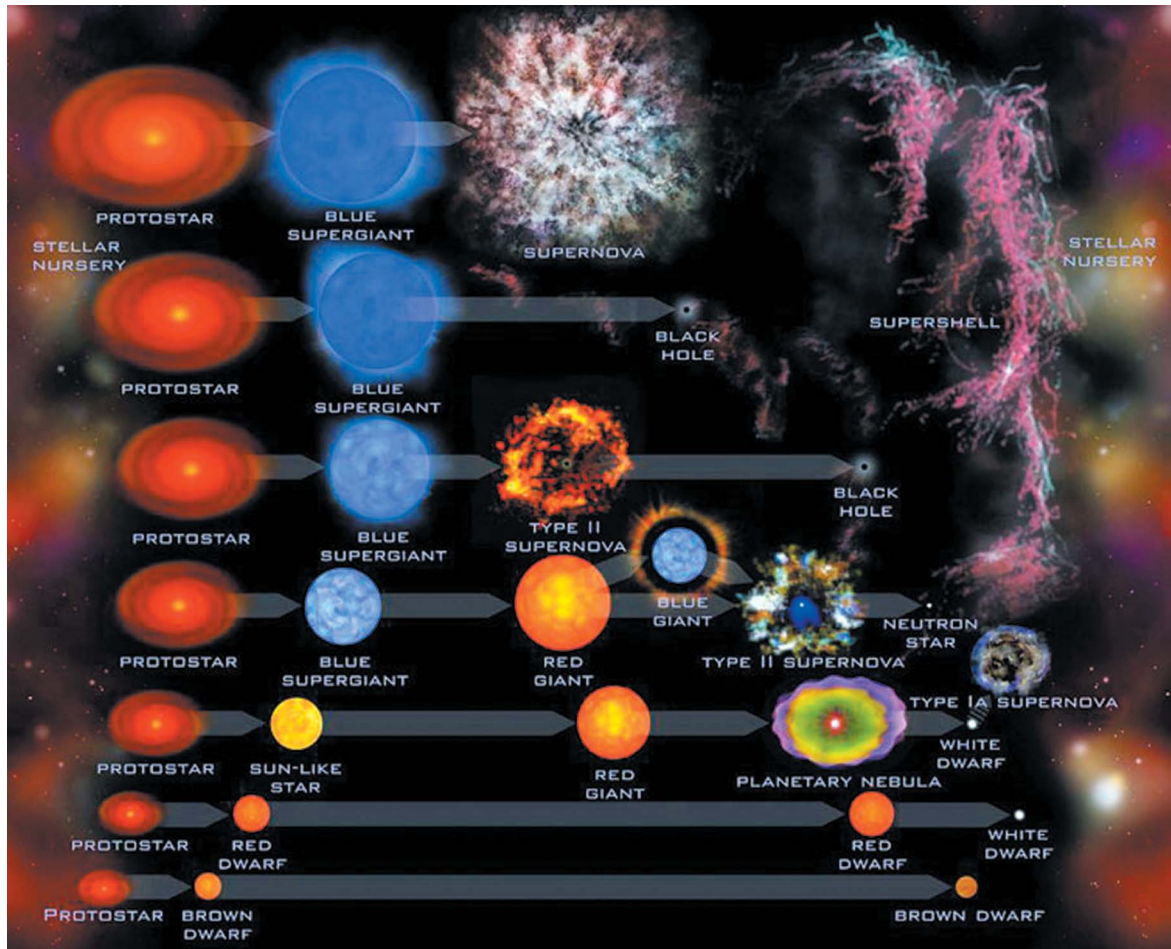 PROTOSTAR
BLUE
SUPERGIANT
SUPERNOVA
STELLAR
NURSERY
STELLAR
NURSERY
PROTOSTAR
BLUE
SUPERGIANT
BLACK
HOLE
SUPERSHELL
PROTOSTAR
BLUE
SUPERGIANT
TYPE II
SUPERNOVA
BLACK
HOLE
PROTOSTAR
BLUE
SUPERGIANT
RED
GIANT
BLUE
GIANT
TYPE II SUPERNOVA
NEUTRON
STAR
TYPE IA SUPERNOVA
PROTOSTAR
SUN-LIKE
STAR
RED
GIANT
PLANETARY NEBULA
WHITE
DWARF
PROTOSTAR
RED
DWARF
RED
DWARF
WHITE
DWARF
PROTOSTAR
BROWN
DWARF
BROWN DWARF